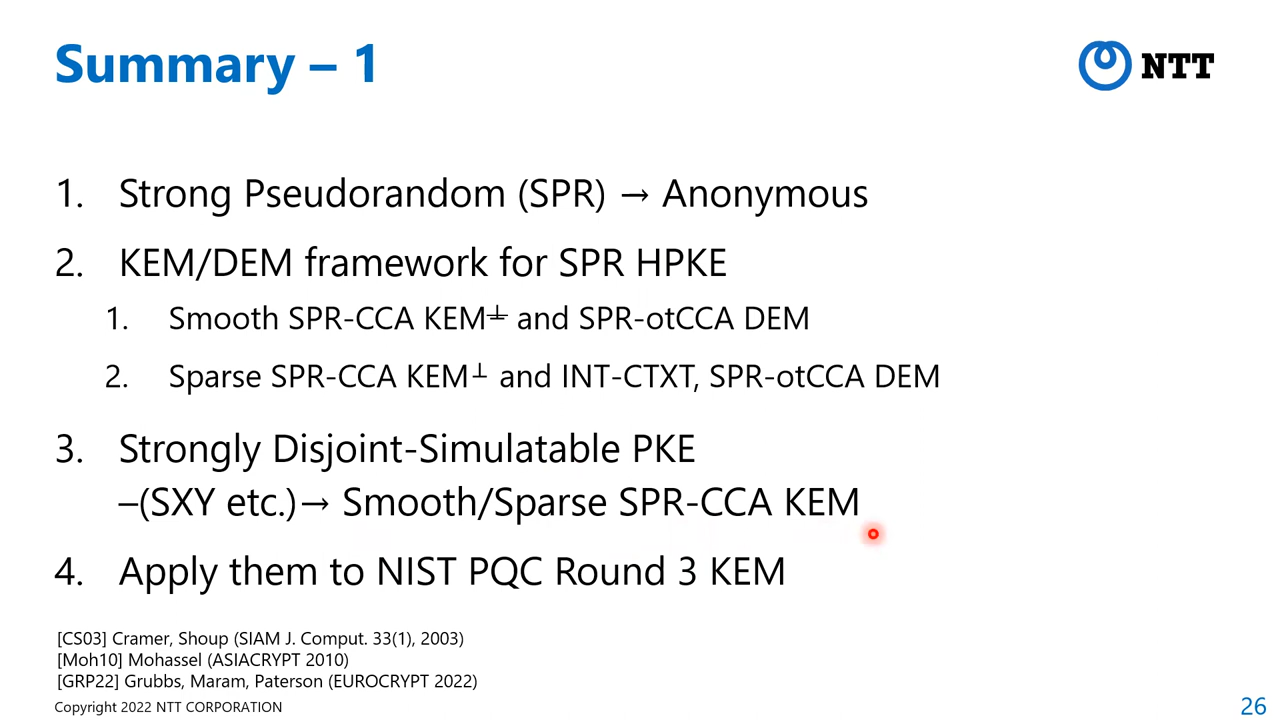 Summary – 1
NTT
1. Strong Pseudorandom (SPR) → Anonymous
2. KEM/DEM framework for SPR HPKE
1. Smooth SPR-CCA KEM⊥̸ and SPR-otCCA DEM
2. Sparse SPR-CCA KEM⊥ and INT-CTXT, SPR-otCCA DEM
3. Strongly Disjoint-Simulatable PKE
–(SXY etc.)→ Smooth/Sparse SPR-CCA KEM
4. Apply them to NIST PQC Round 3 KEM
[CS03] Cramer, Shoup (SIAM J. Comput. 33(1), 2003)
[Moh10] Mohassel (ASIACRYPT 2010)
[GRP22] Grubbs, Maram, Paterson (EUROCRYPT 2022)
Copyright 2022 NTT CORPORATION
26